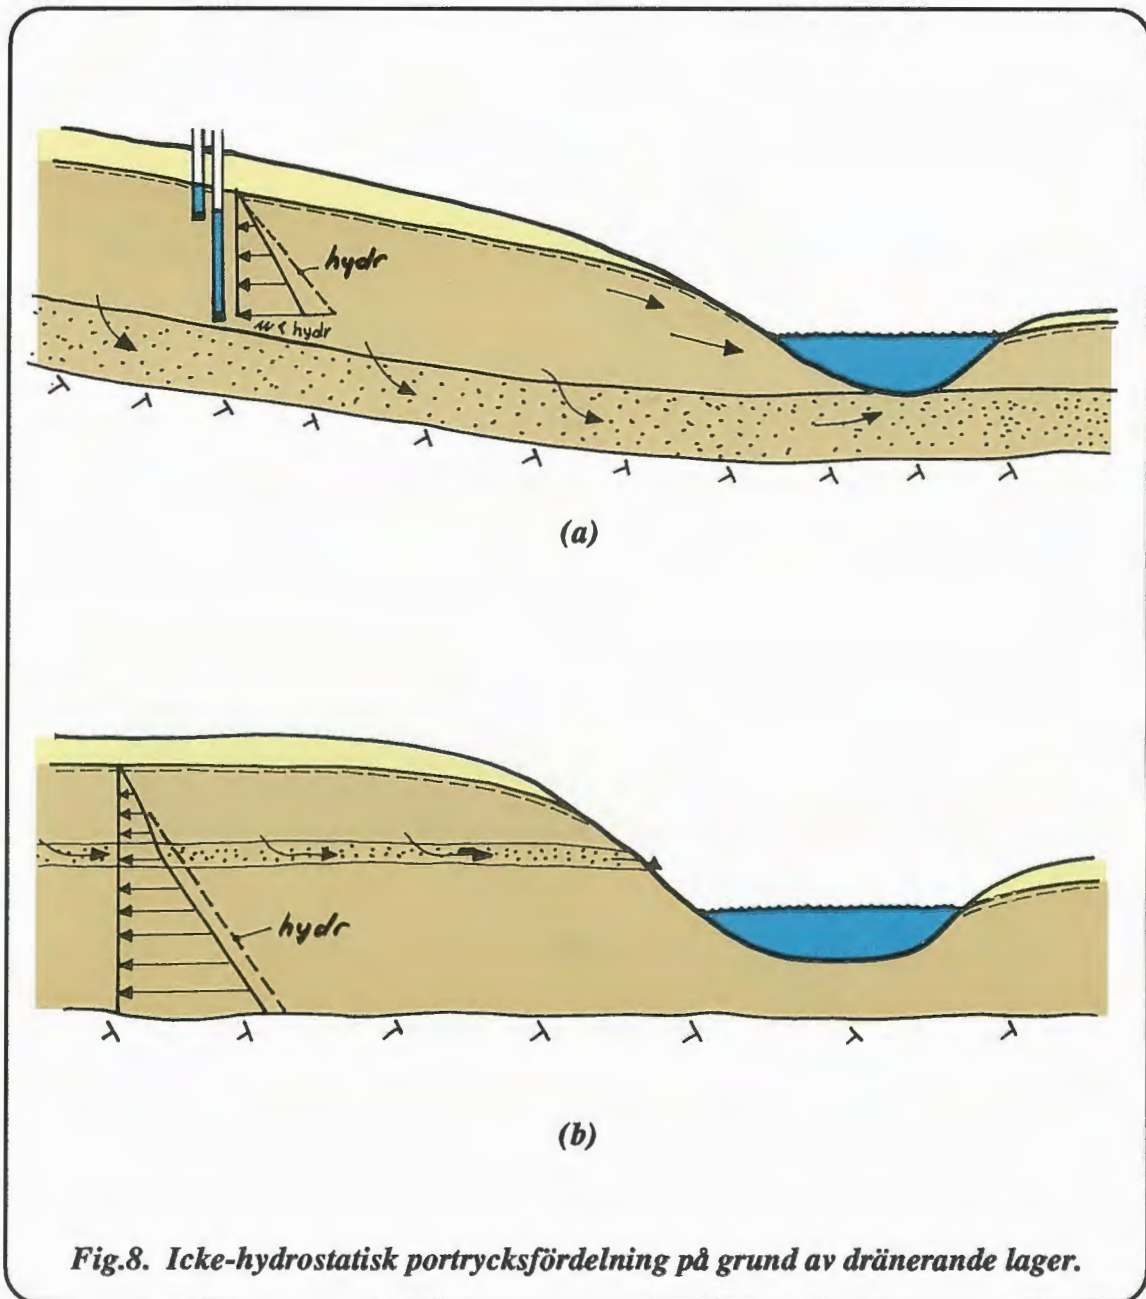 hydr
u < hydr
(a)
hydr
(b)
Fig.8. Icke-hydrostatisk portrycksfördelning på grund av dränerande lager.